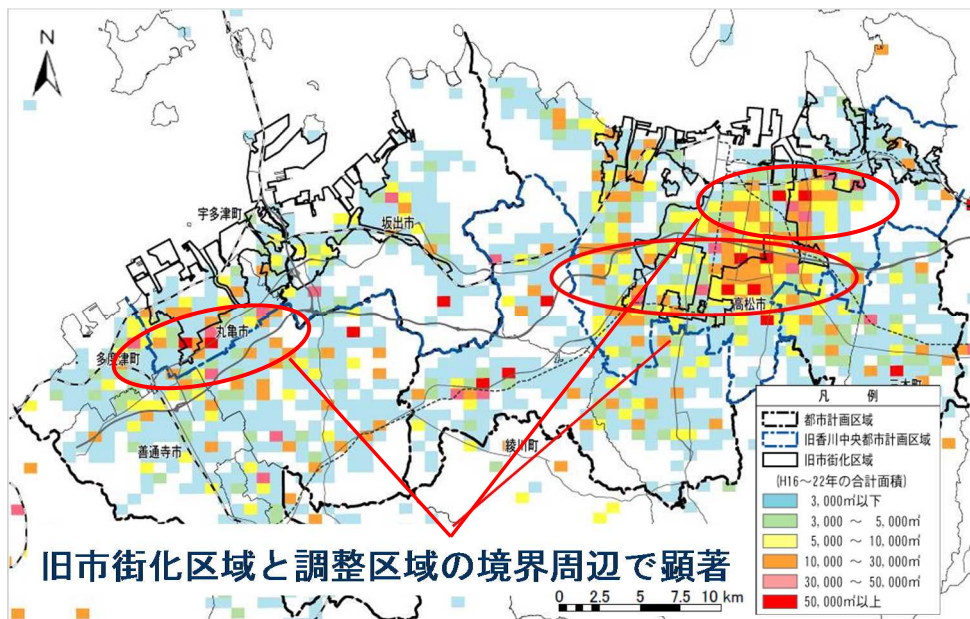 N
宇多津町
坂出市
丸亀市
多度津町
善通寺市
綾川町
高松市
三木町
凡 例
都市計画区域
旧香川中央都市計画区域
旧市街化区域
(H16~22年の合計面積)
3,000㎡以下
3,000 ~ 5,000㎡
5,000 ~ 10,000㎡
10,000 ~ 30,000㎡
30,000 ~ 50,000㎡
50,000㎡以上
旧市街化区域と調整区域の境界周辺で顕著
0 1.25 2.5 5 7.5 10 km